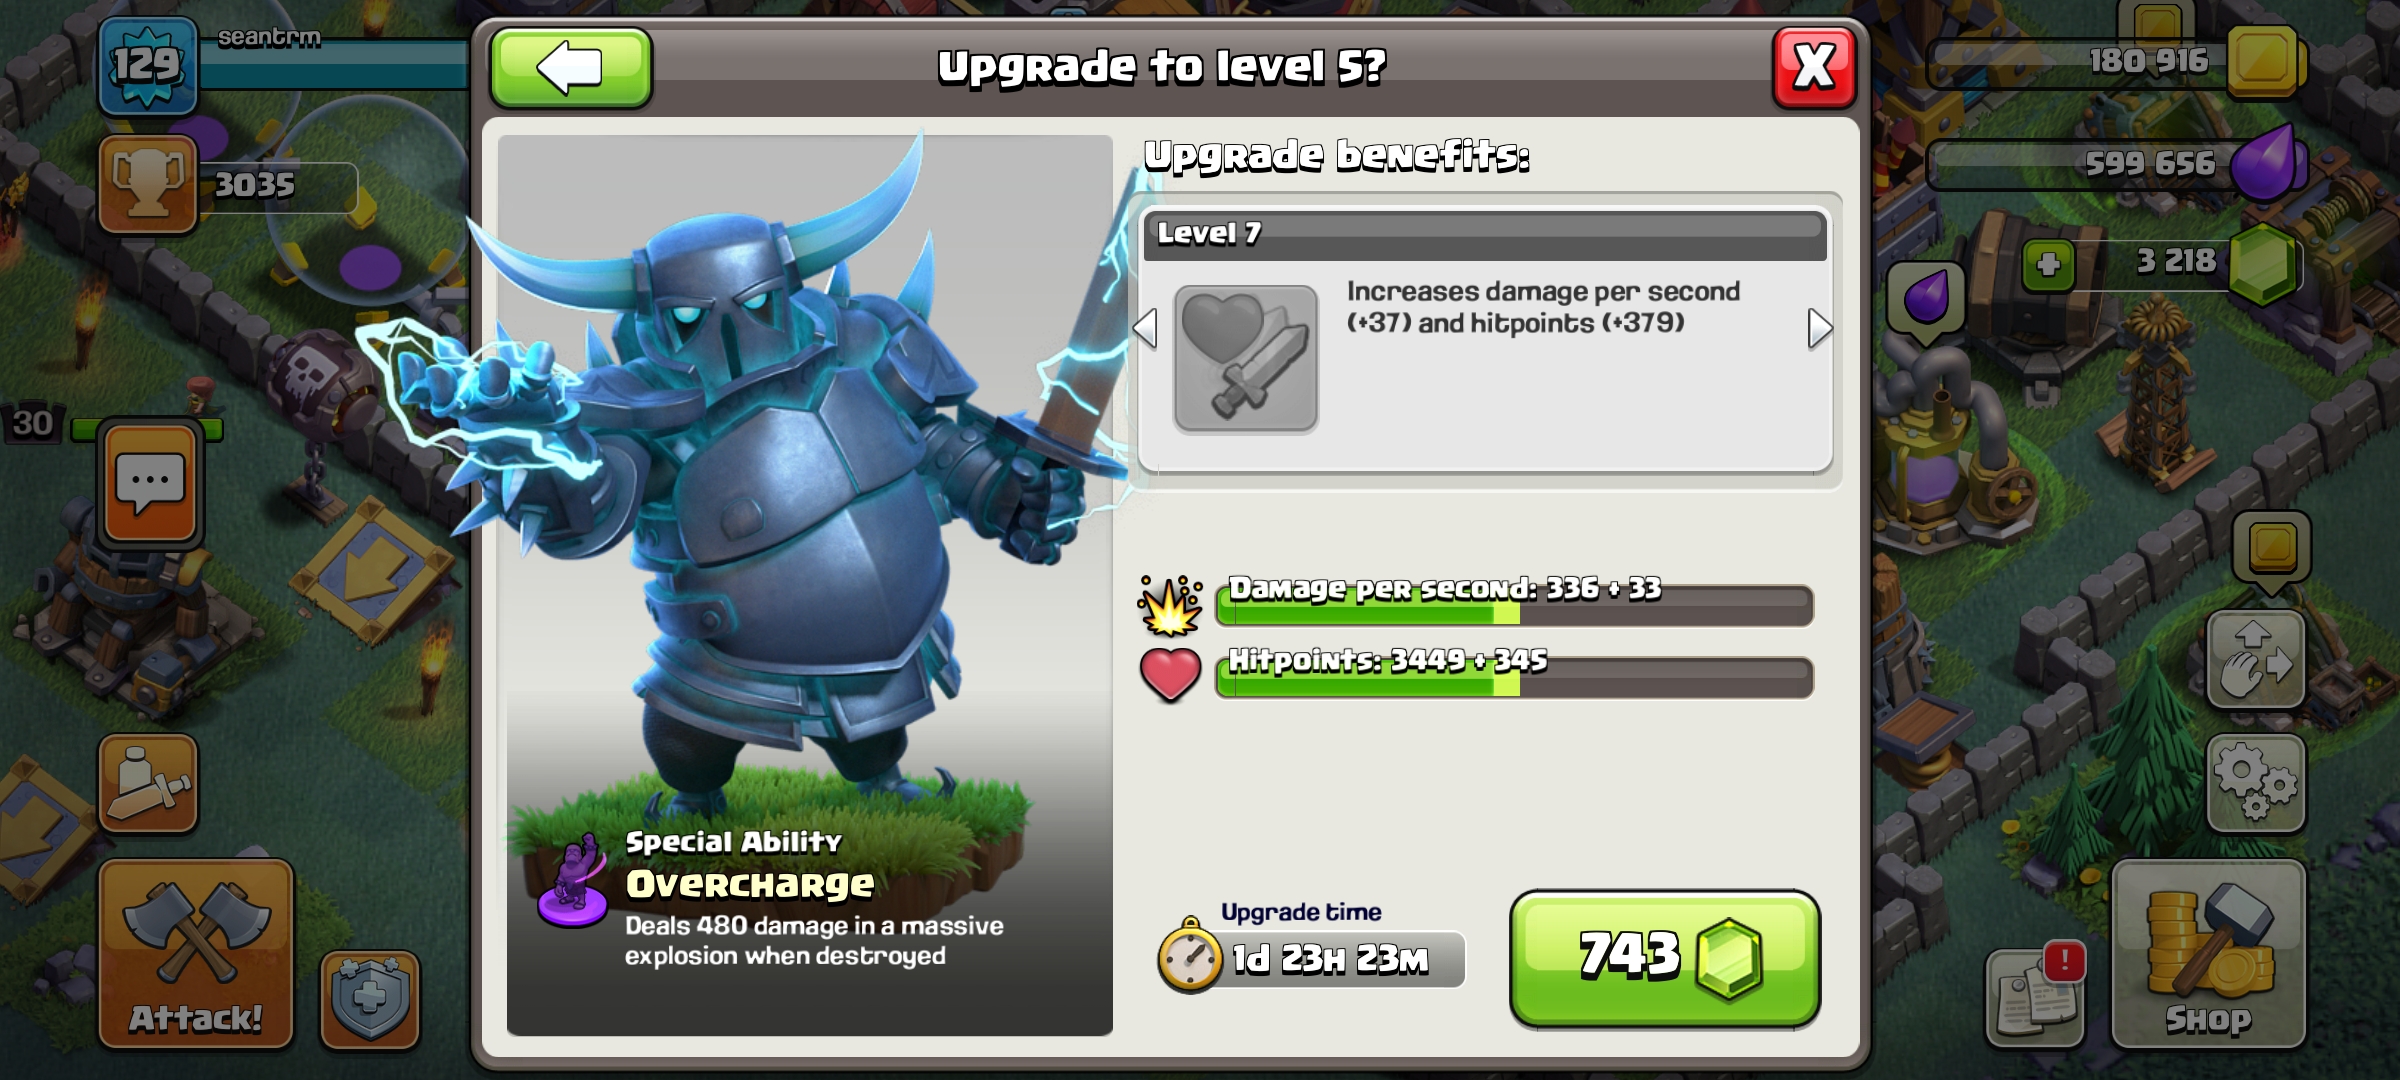 129
seantrm
3035
30
Attack!
Upgrade to level 5?
X
Special Ability
Overcharge
Deals 480 damage in a massive
explosion when destroyed
Upgrade benefits:
Level 7
Increases damage per second
(+37) and hitpoints (+379)
Damage per second: 336 + 33
Hitpoints: 3449 + 345
Upgrade time
1d 23H 23M
743
180 916
599 656
3 218
!
Shop